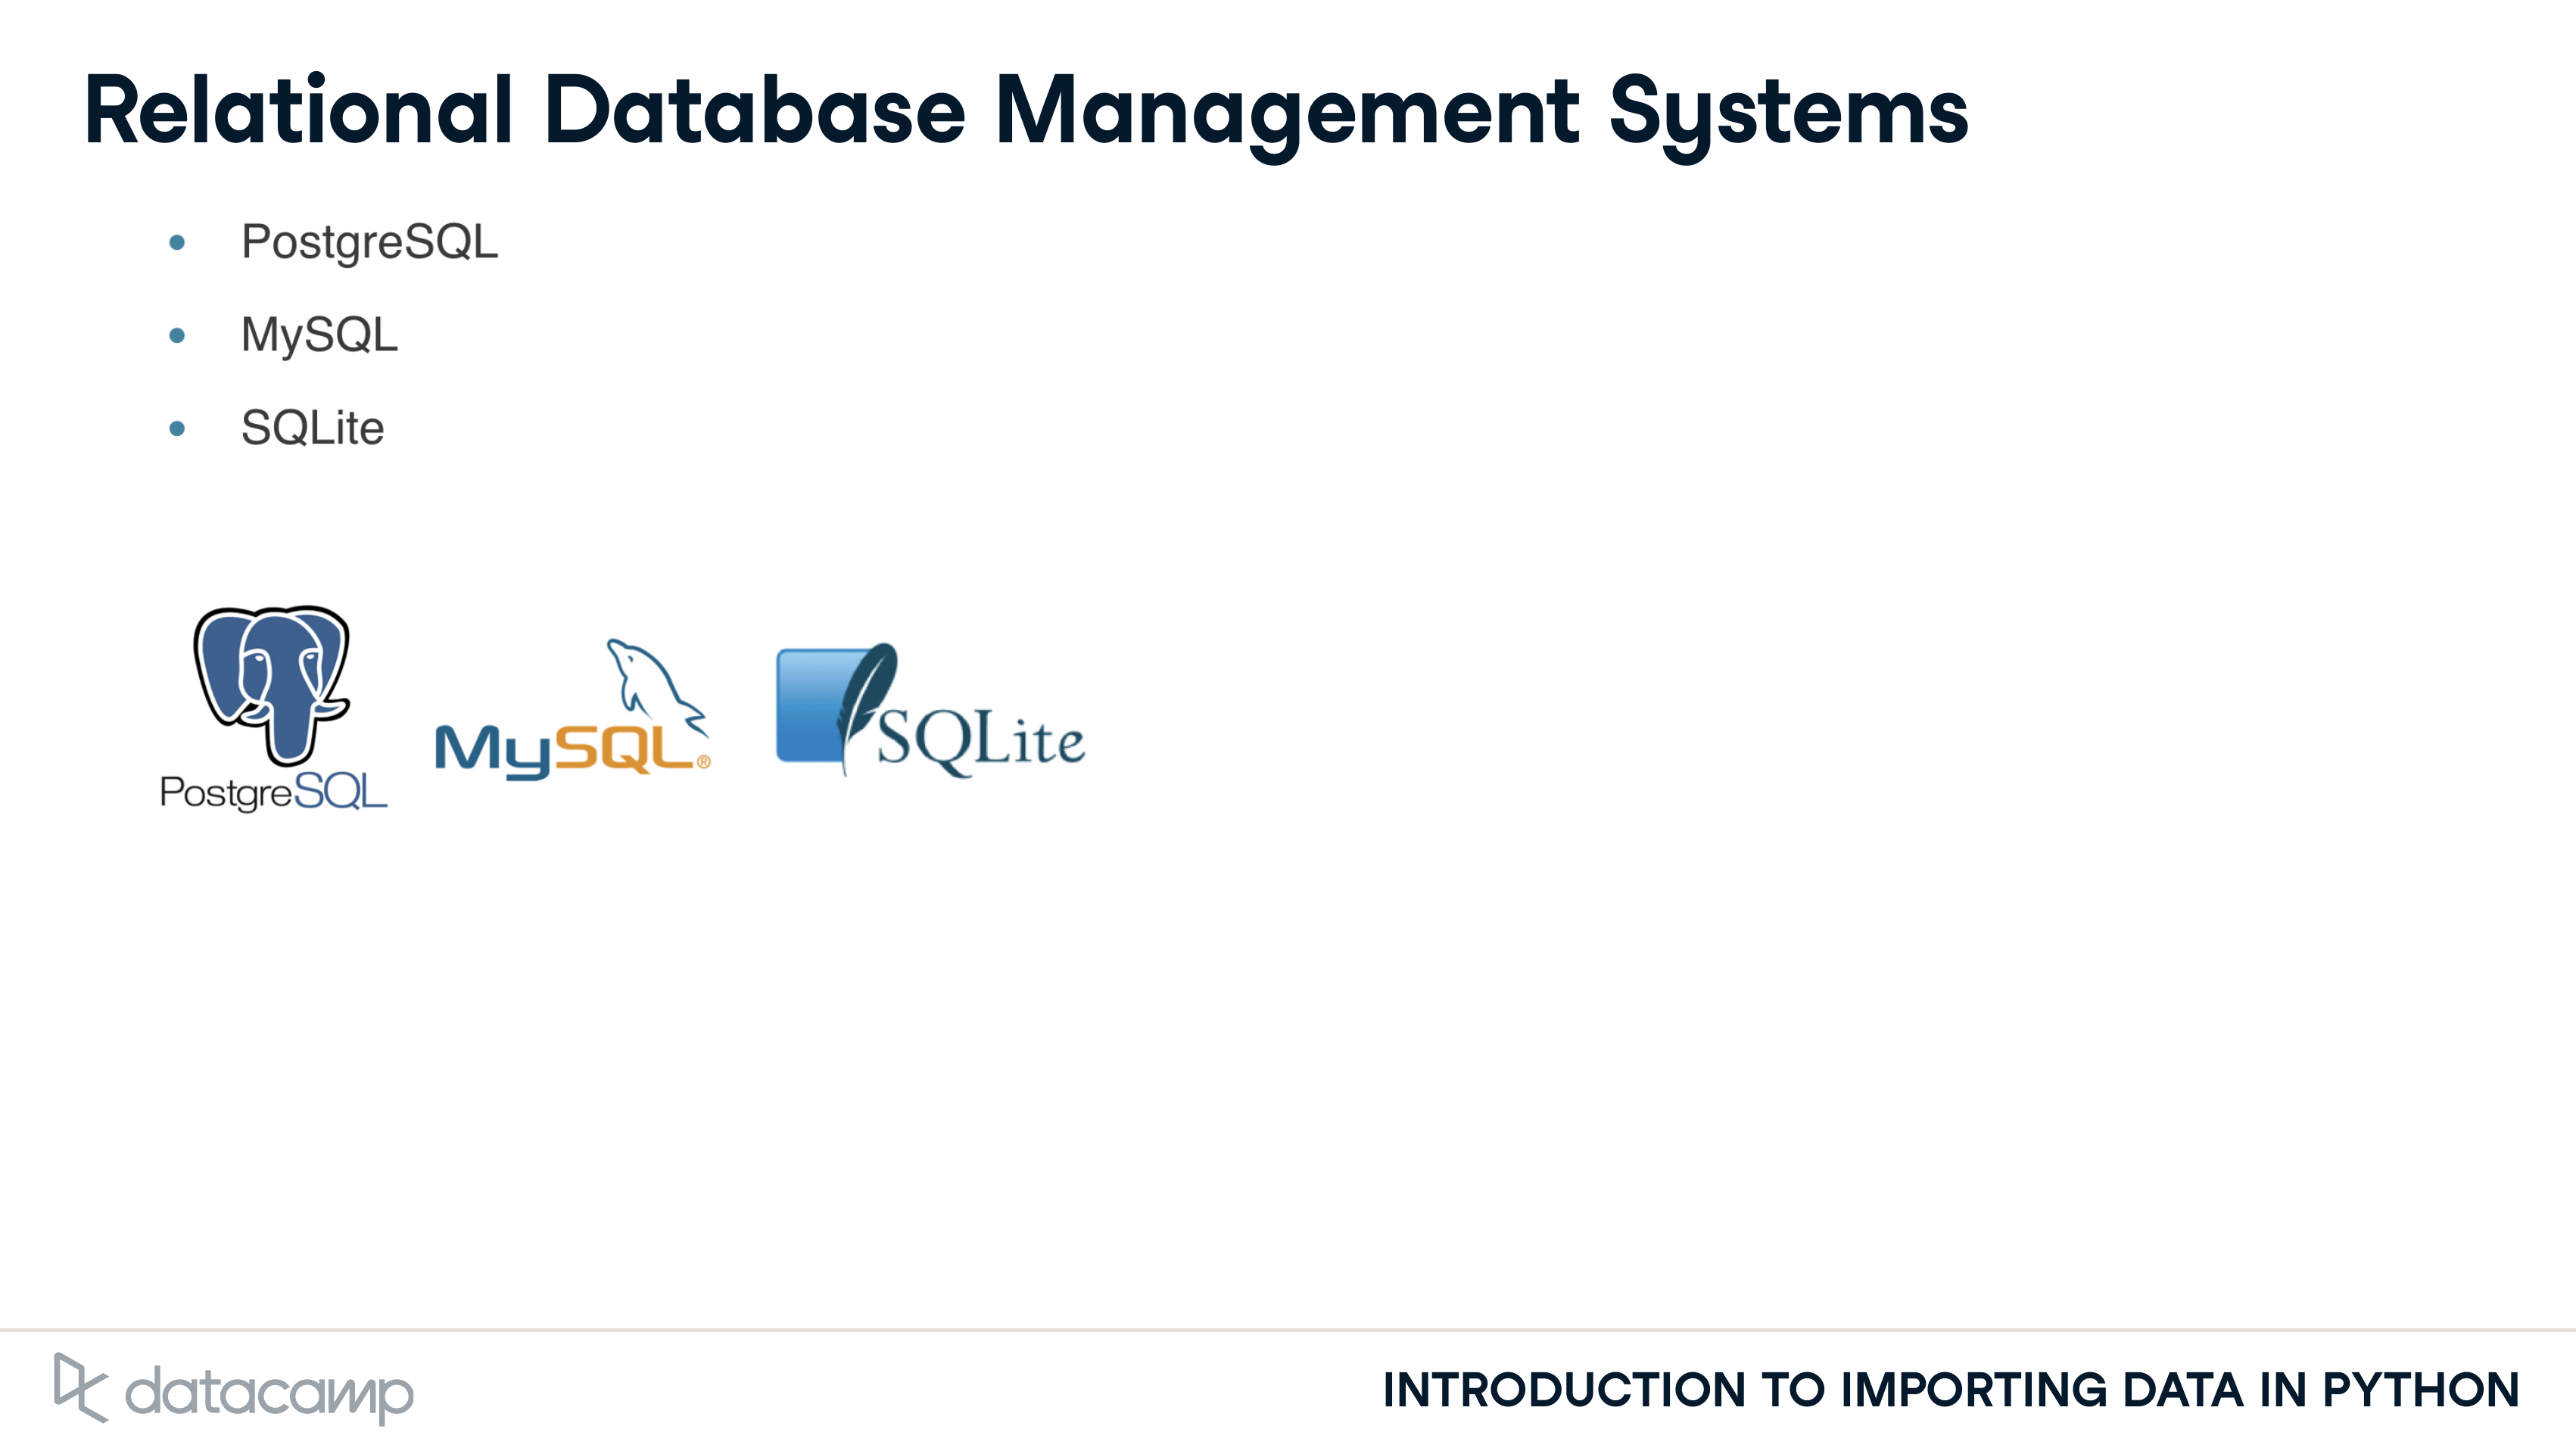 Relational Database Management Systems
PostgreSQL
MySQL
SQLite
PostgreSQL
MySQL®
SQLite
datacamp
INTRODUCTION TO IMPORTING DATA IN PYTHON